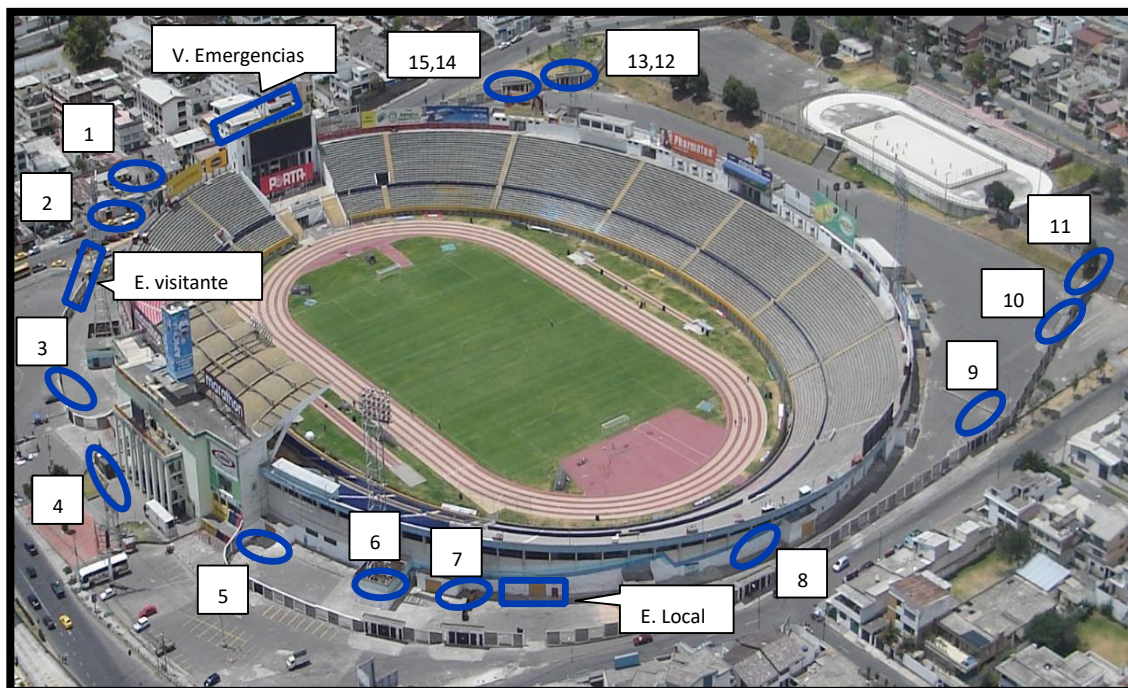 V. Emergencias
15,14
13,12
1
2
E. visitante
3
4
5
6
7
E. Local
8
9
10
11
PORTA
Pharmaton
marathon